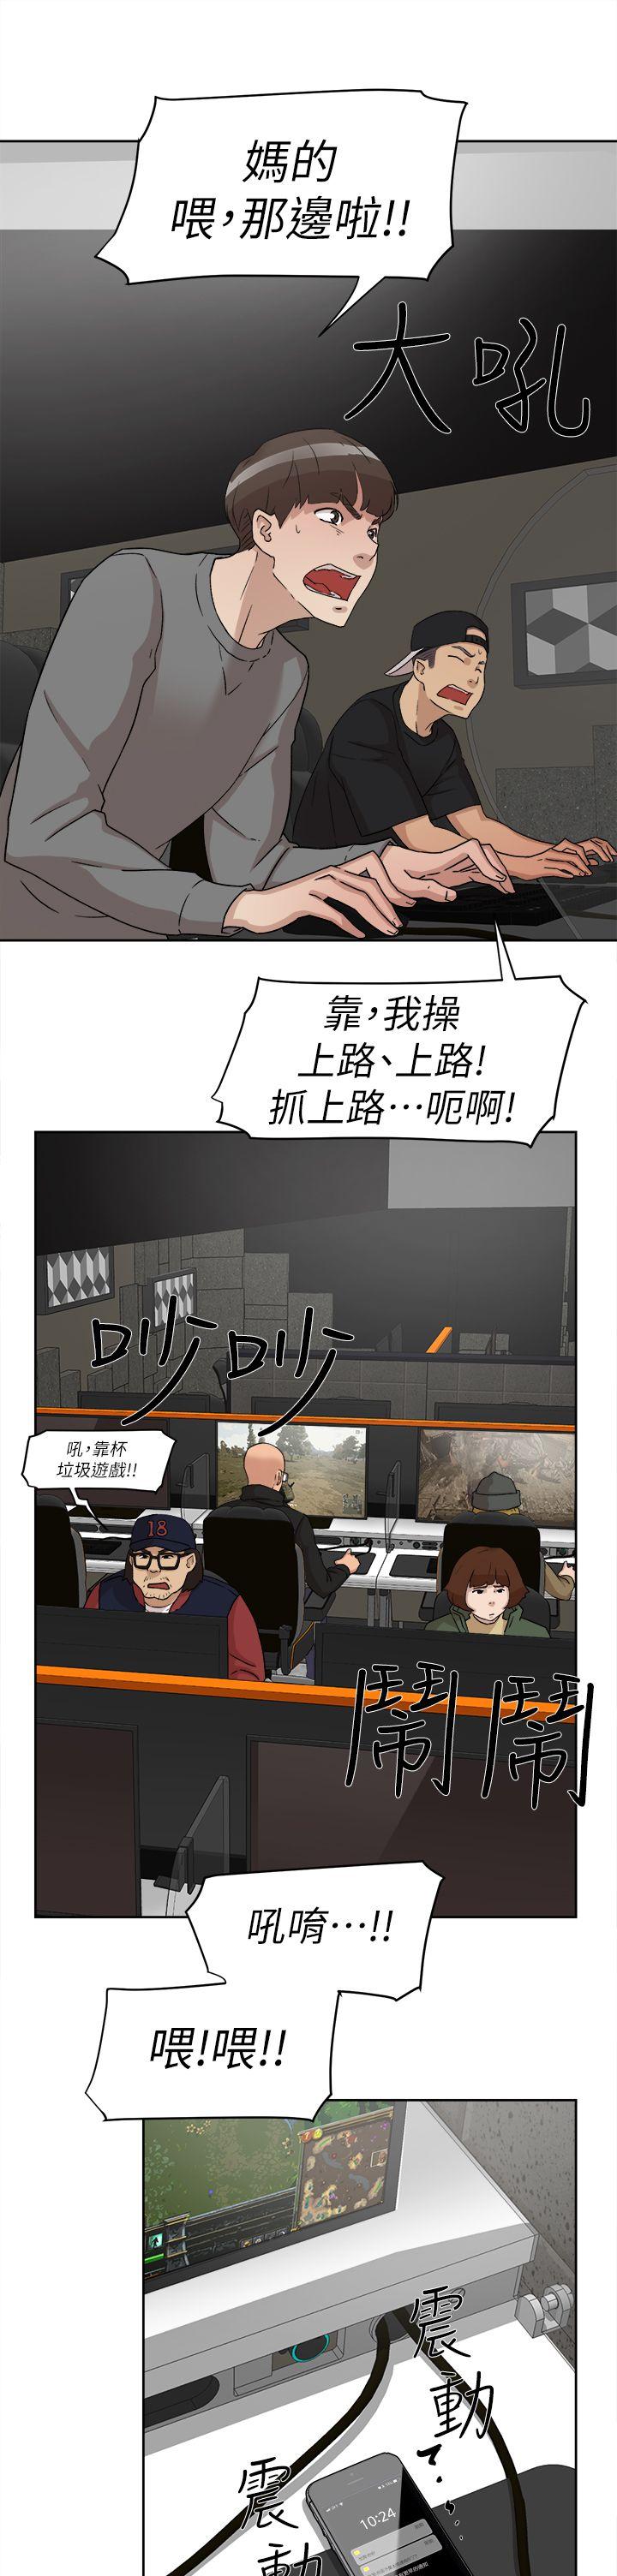 媽的
喂，那邊啦!!
大吼
靠，我操
上路、上路!
抓上路…呃啊!
吵吵
吼，靠杯
垃圾遊戲!!
18
鬧鬧
吼唷…!!
喂!喂!!
震動
震動
10:24